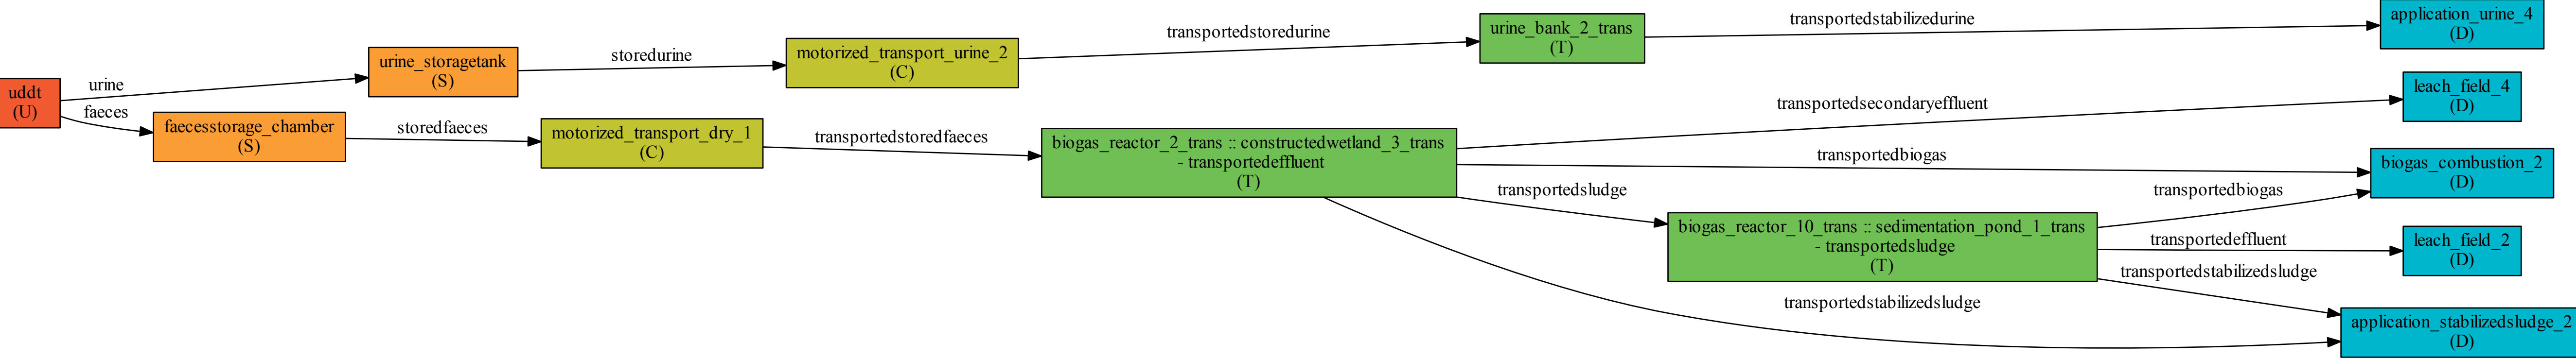 uddt
(U)
urine
faeces
urine_storagetank
(S)
faecesstorage_chamber
(S)
storedurine
storedfaeces
motorized_transport_urine_2
(C)
motorized_transport_dry_1
(C)
transportedstoredurine
transportedstoredfaeces
urine_bank_2_trans
(T)
biogas_reactor_2_trans :: constructedwetland_3_trans
- transportedeffluent
(T)
transportedstabilizedurine
transportedsecondaryeffluent
transportedbiogas
transportedsludge
biogas_reactor_10_trans :: sedimentation_pond_1_trans
- transportedsludge
(T)
transportedbiogas
transportedeffluent
transportedstabilizedsludge
transportedstabilizedsludge
application_urine_4
(D)
leach_field_4
(D)
biogas_combustion_2
(D)
leach_field_2
(D)
application_stabilizedsludge_2
(D)